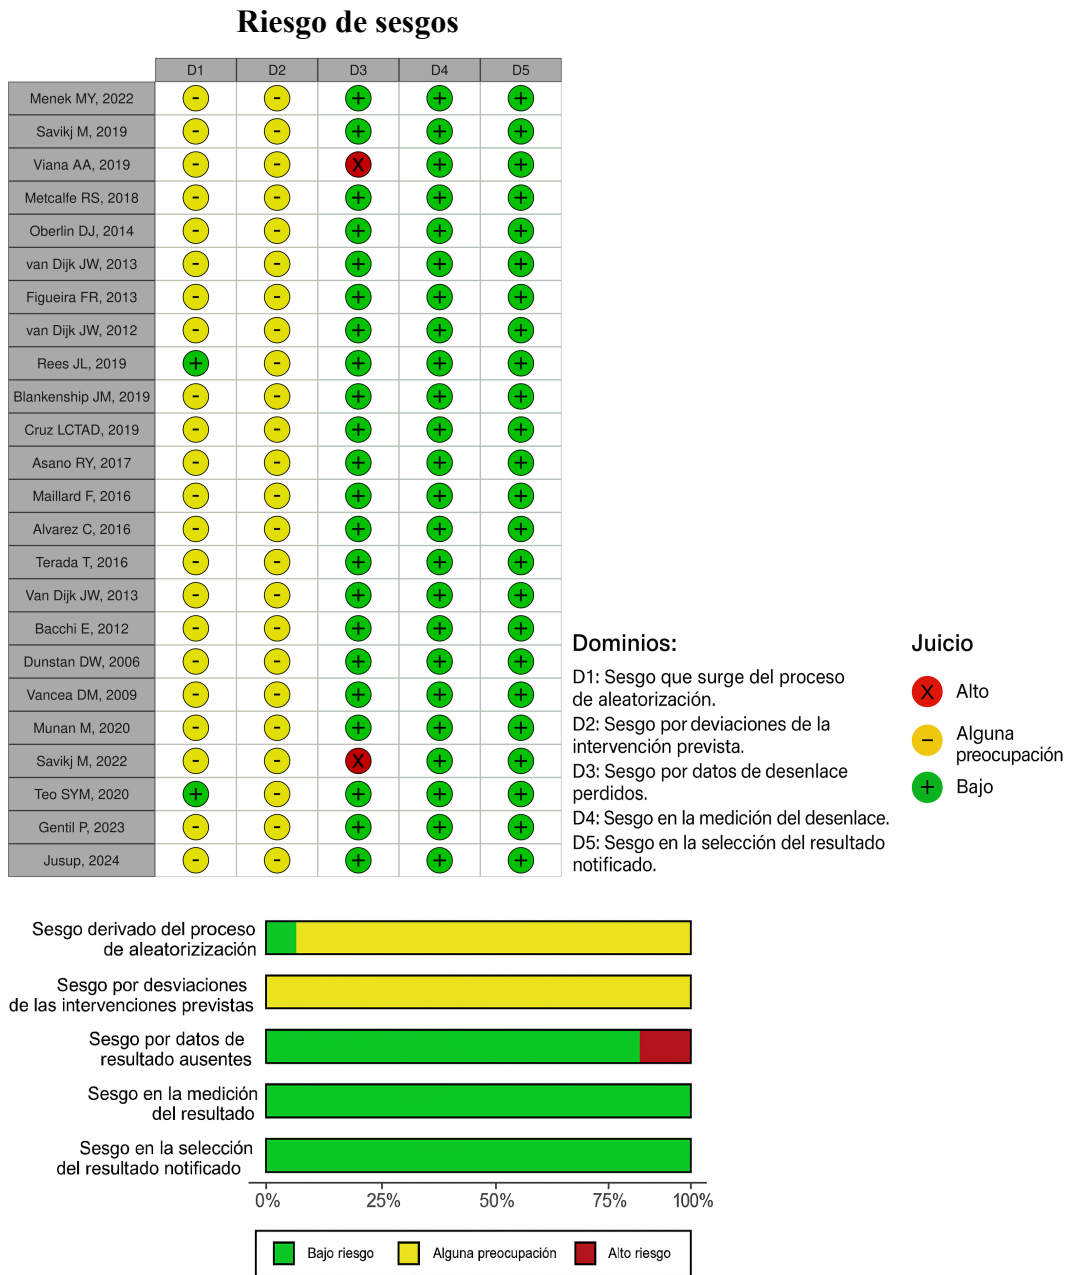 Riesgo de sesgos
D1 D2 D3 D4 D5
Menek MY, 2022 - - + + +
Savikj M, 2019 - - + + +
Viana AA, 2019 - - X + +
Metcalfe RS, 2018 - - + + +
Oberlin DJ, 2014 - - + + +
van Dijk JW, 2013 - - + + +
Figueira FR, 2013 - - + + +
van Dijk JW, 2012 - - + + +
Rees JL, 2019 + - + + +
Blankenship JM, 2019 - - + + +
Cruz LCTAD, 2019 - - + + +
Asano RY, 2017 - - + + +
Maillard F, 2016 - - + + +
Alvarez C, 2016 - - + + +
Terada T, 2016 - - + + +
Van Dijk JW, 2013 - - + + +
Bacchi E, 2012 - - + + +
Dunstan DW, 2006 - - + + +
Vancea DM, 2009 - - + + +
Munan M, 2020 - - + + +
Savikj M, 2022 - - X + +
Teo SYM, 2020 + - + + +
Gentil P, 2023 - - + + +
Jusup, 2024 - - + + +
Dominios:
D1: Sesgo que surge del proceso
de aleatorización.
D2: Sesgo por deviaciones de la
intervención prevista.
D3: Sesgo por datos de desenlace
perdidos.
D4: Sesgo en la medición del desenlace.
D5: Sesgo en la selección del resultado
notificado.
Juicio
X Alto
- Alguna
preocupación
+ Bajo
Sesgo derivado del proceso
de aleatorizización
Sesgo por desviaciones
de las intervenciones previstas
Sesgo por datos de
resultado ausentes
Sesgo en la medición
del resultado
Sesgo en la selección
del resultado notificado
0% 25% 50% 75% 100%
Bajo riesgo Alguna preocupación Alto riesgo